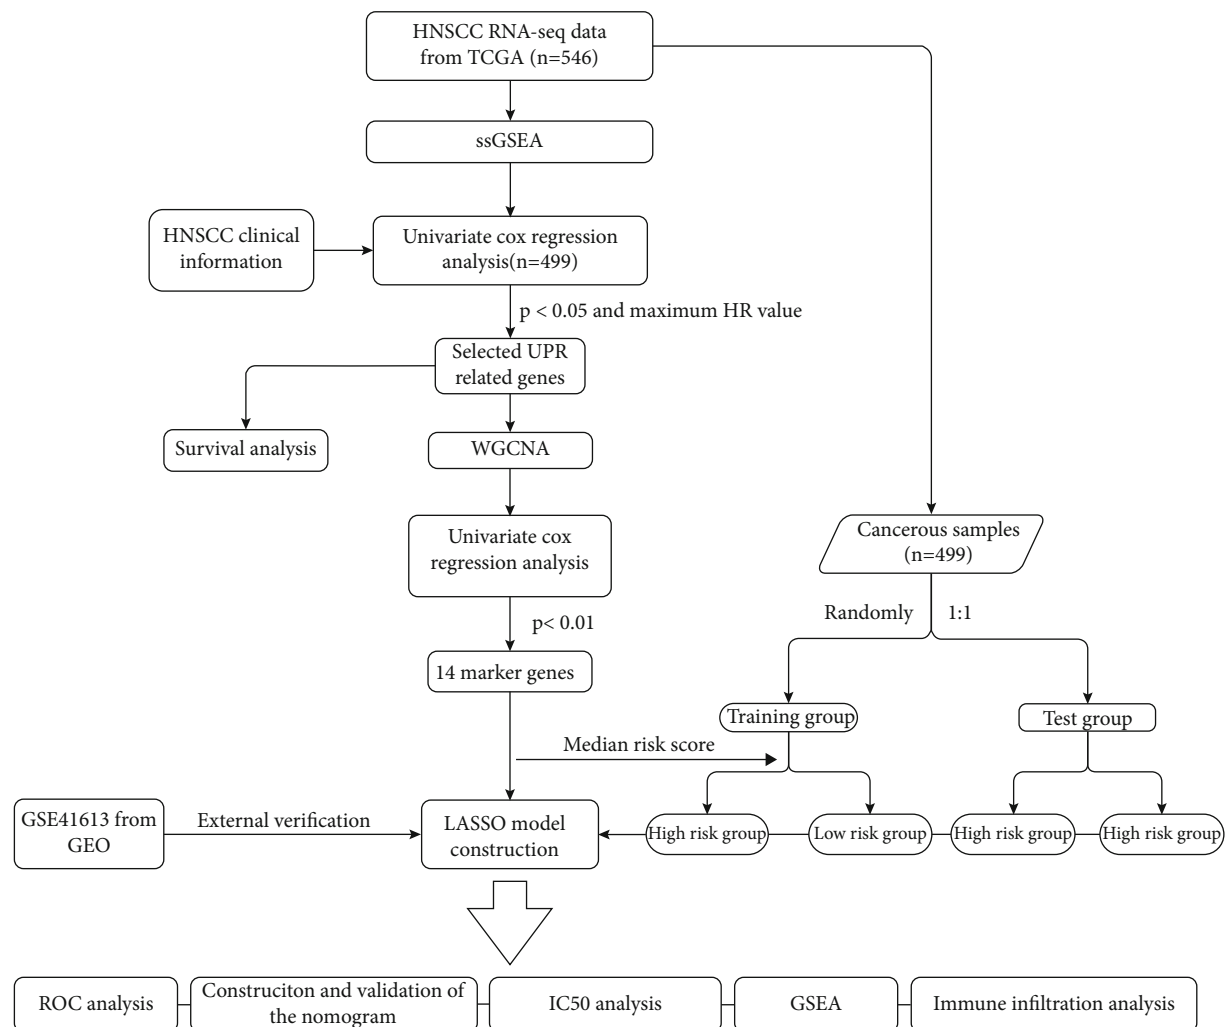 HNSCC RNA-seq data
from TCGA (n=546)
ssGSEA
HNSCC clinical
information
Univariate cox regression
analysis(n=499)
p < 0.05 and maximum HR value
Selected UPR
related genes
Survival analysis
WGCNA
Univariate cox
regression analysis
p< 0.01
14 marker genes
Cancerous samples
(n=499)
Randomly 1:1
Training group
Test group
Median risk score
GSE41613 from
GEO
External verification
LASSO model
construction
High risk group
Low risk group
High risk group
High risk group
ROC analysis
Construciton and validation of
the nomogram
IC50 analysis
GSEA
Immune infiltration analysis